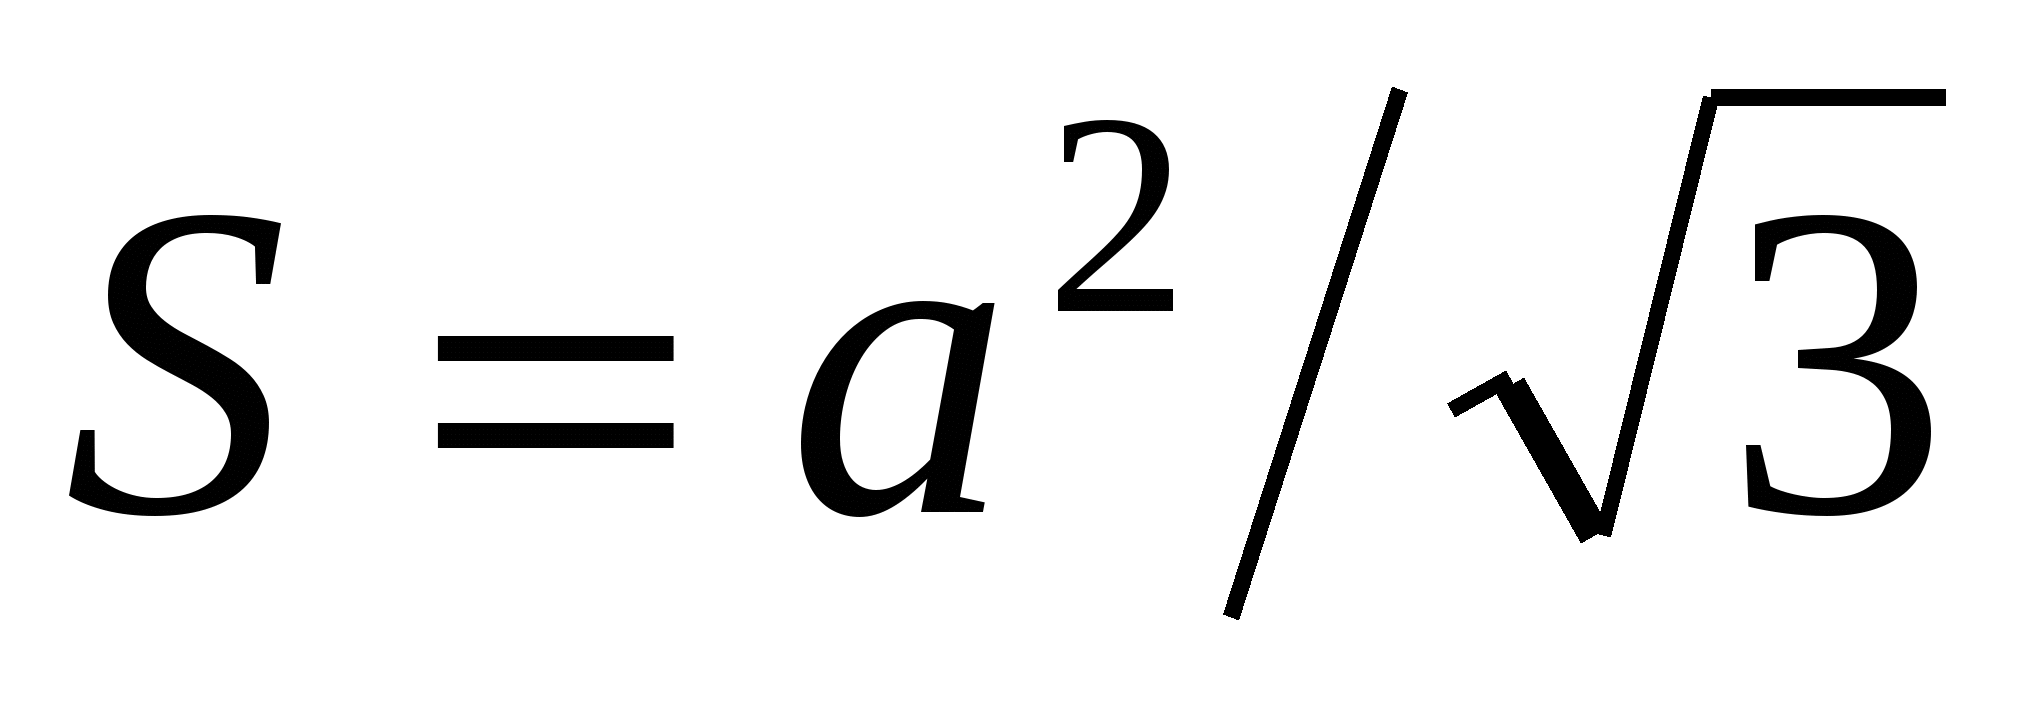 S = a²/√3